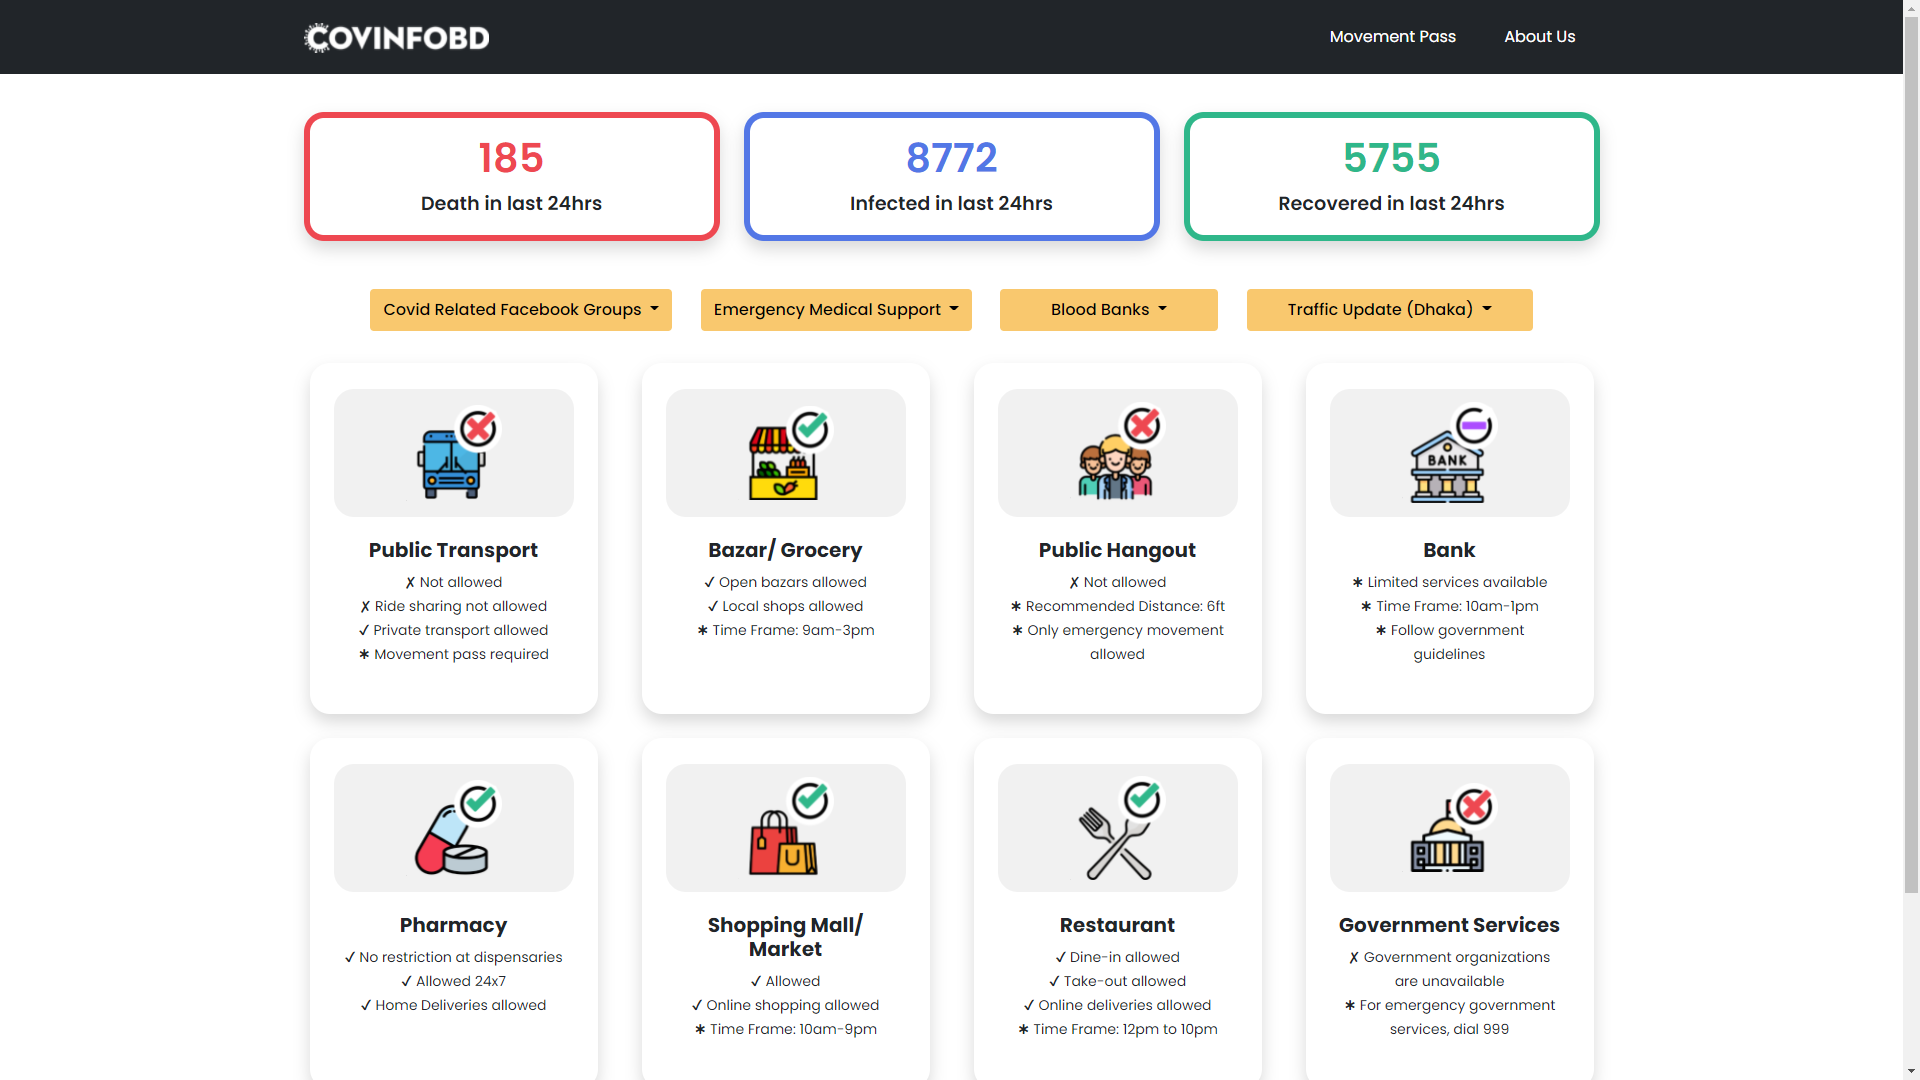 COVINFOBD
Movement Pass
About Us
185
Death in last 24hrs
8772
Infected in last 24hrs
5755
Recovered in last 24hrs
Covid Related Facebook Groups
Emergency Medical Support
Blood Banks
Traffic Update (Dhaka)
Public Transport
✗ Not allowed
✗ Ride sharing not allowed
✓ Private transport allowed
∗ Movement pass required
Bazar/ Grocery
✓ Open bazars allowed
✓ Local shops allowed
∗ Time Frame: 9am-3pm
Public Hangout
✗ Not allowed
∗ Recommended Distance: 6ft
∗ Only emergency movement
allowed
BANK
Bank
∗ Limited services available
∗ Time Frame: 10am-1pm
∗ Follow government
guidelines
Pharmacy
✓ No restriction at dispensaries
✓ Allowed 24x7
✓ Home Deliveries allowed
Shopping Mall/
Market
✓ Allowed
✓ Online shopping allowed
∗ Time Frame: 10am-9pm
Restaurant
✓ Dine-in allowed
✓ Take-out allowed
✓ Online deliveries allowed
∗ Time Frame: 12pm to 10pm
Government Services
✗ Government organizations
are unavailable
∗ For emergency government
services, dial 999